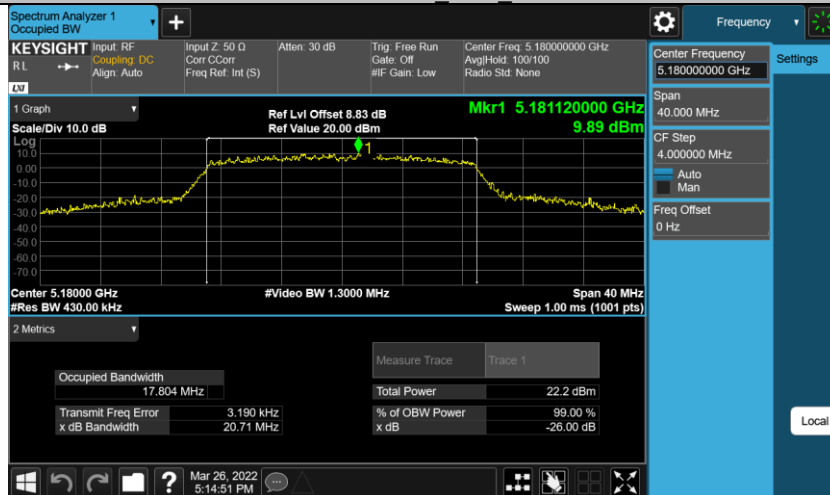 Spectrum Analyzer 1
Occupied BW
Frequency
KEYSIGHT
RL
LXI
Input: RF
Coupling: DC
Align: Auto
Input Z: 50 Ω
Corr CCorr
Freq Ref: Int (S)
Atten: 30 dB
Trig: Free Run
Gate: Off
#IF Gain: Low
Center Freq: 5.180000000 GHz
Avg|Hold: 100/100
Radio Std: None
1 Graph
Scale/Div 10.0 dB
Ref Lvl Offset 8.83 dB
Ref Value 20.00 dBm
Mkr1 5.181120000 GHz
9.89 dBm
Log
10.0
0.00
-10.0
-20.0
-30.0
-40.0
-50.0
-60.0
-70.0
1
Center 5.18000 GHz
#Res BW 430.00 kHz
#Video BW 1.3000 MHz
Span 40 MHz
Sweep 1.00 ms (1001 pts)
2 Metrics
Measure Trace Trace 1
Occupied Bandwidth
17.804 MHz
Total Power 22.2 dBm
Transmit Freq Error 3.190 kHz
% of OBW Power 99.00 %
x dB Bandwidth 20.71 MHz
x dB -26.00 dB
Center Frequency
5.180000000 GHz
Settings
Span
40.000 MHz
CF Step
4.000000 MHz
Auto
Man
Freq Offset
0 Hz
Local
?
Mar 26, 2022
5:14:51 PM